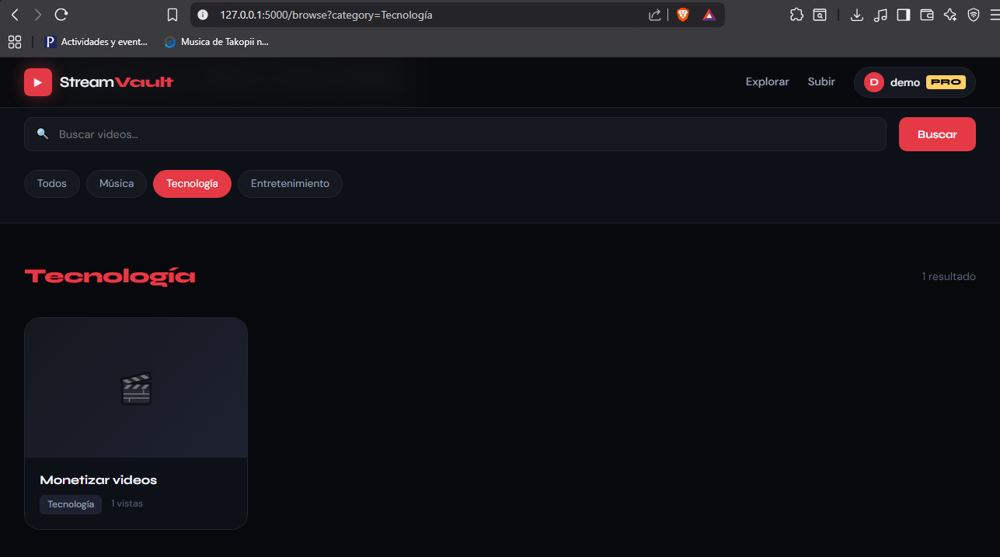 127.0.0.1:5000/browse?category=Tecnología
Actividades y event...
Musica de Takopii n...
StreamVault
Explorar
Subir
D
demo
PRO
Buscar videos...
Buscar
Todos
Música
Tecnología
Entretenimiento
Tecnología
1 resultado
Monetizar videos
Tecnología
1 vistas